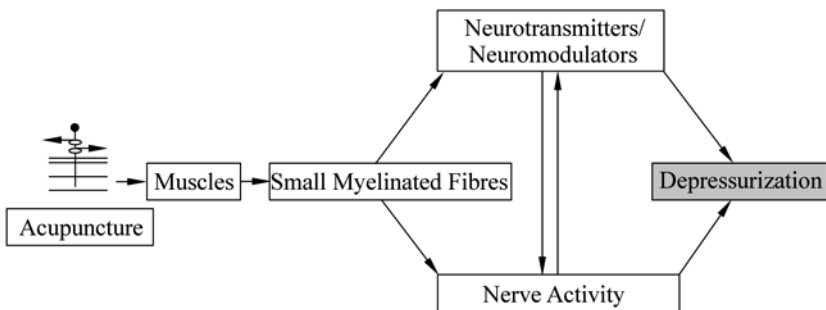 Neurotransmitters/
Neuromodulators
Muscles
Small Myelinated Fibres
Depressurization
Acupuncture
Nerve Activity